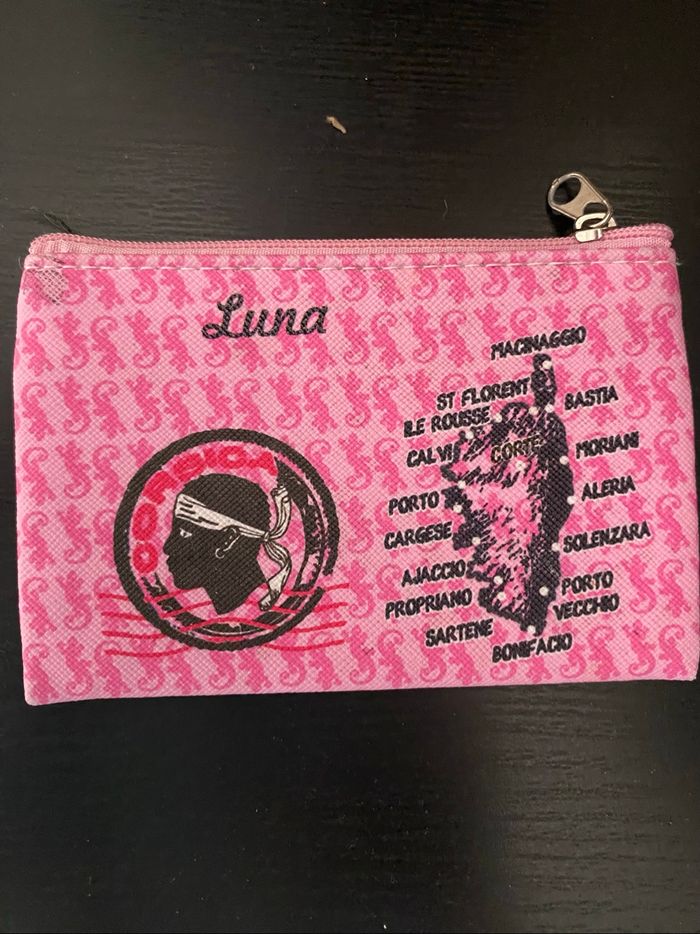 Luna
CORSICA
MACINAGGIO
ST FLORENT
BASTIA
ILE ROUSSE
CALVI
CORTE
MORIANI
PORTO
ALERIA
CARGESE
SOLENZARA
AJACCIO
PROPRIANO
PORTO
VECCHIO
SARTENE
BONIFACIO